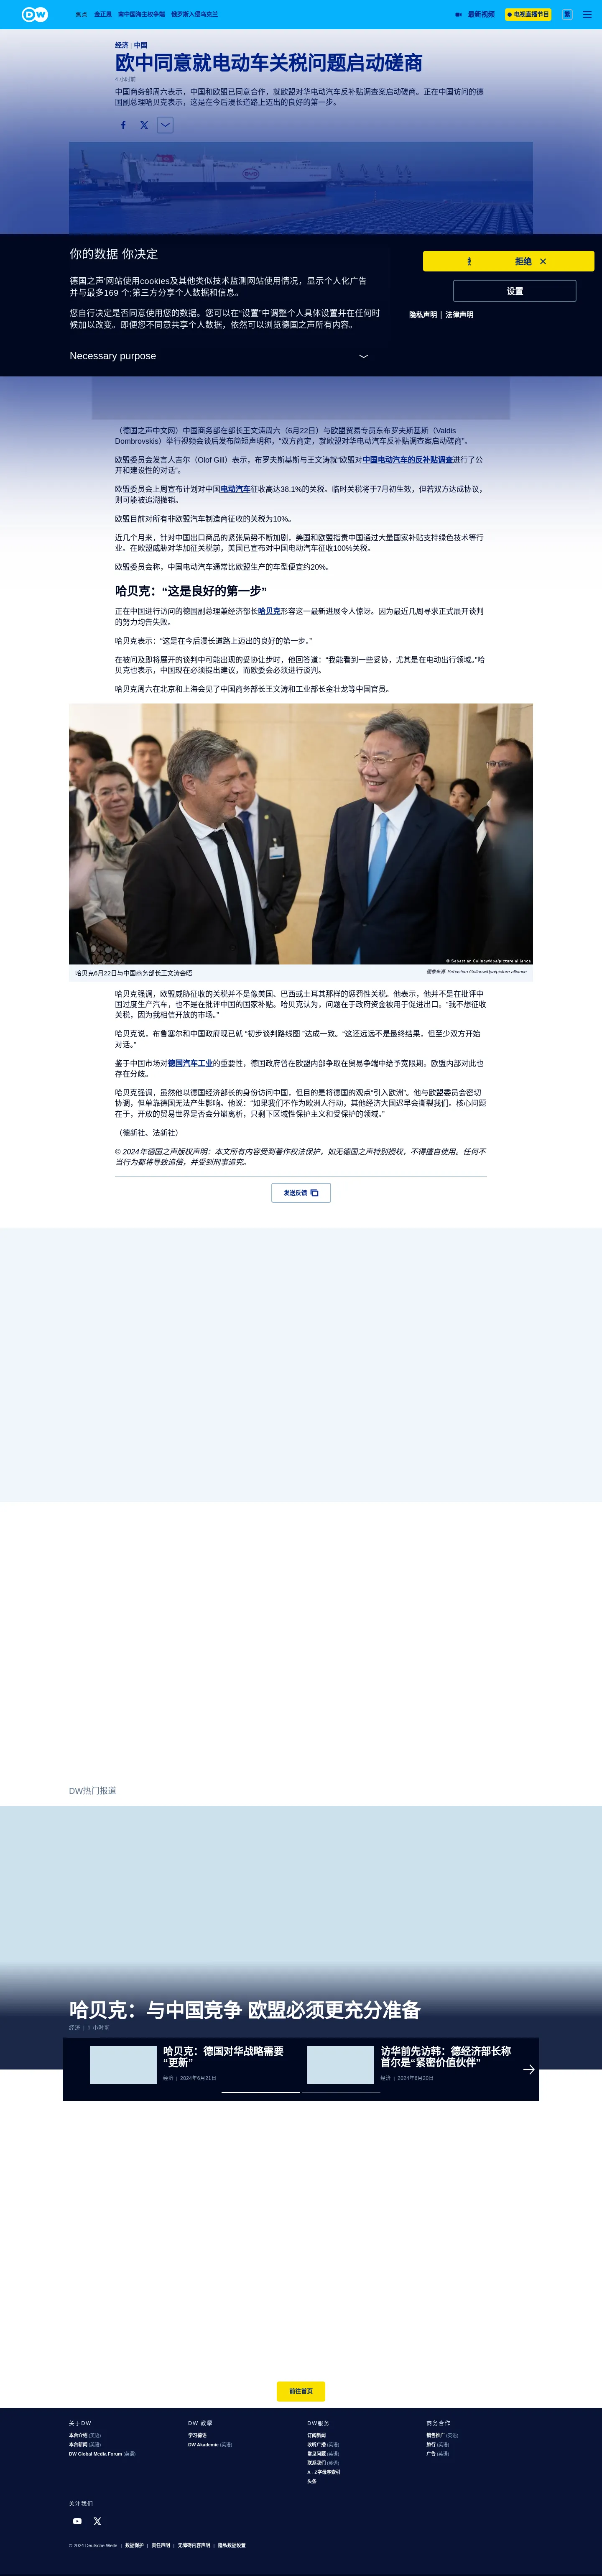 DW
焦点 金正恩 南中国海主权争端 俄罗斯入侵乌克兰
最新视频
电视直播节目
繁
经济 | 中国
欧中同意就电动车关税问题启动磋商
4 小时前
中国商务部周六表示，中国和欧盟已同意合作，就欧盟对华电动汽车反补贴调查案启动磋商。正在中国访问的德
国副总理哈贝克表示，这是在今后漫长道路上迈出的良好的第一步。
BYD
你的数据 你决定
德国之声'网站使用cookies及其他类似技术监测网站使用情况，显示个人化广告
并与最多169 个;第三方分享个人数据和信息。
您自行决定是否同意使用您的数据。您可以在"设置"中调整个人具体设置并在任何时
候加以改变。即便您不同意共享个人数据，依然可以浏览德国之声所有内容。
Necessary purpose
拒绝
设置
隐私声明 | 法律声明
（德国之声中文网）中国商务部在部长王文涛周六（6月22日）与欧盟贸易专员东布罗夫斯基斯（Valdis
Dombrovskis）举行视频会谈后发布简短声明称，“双方商定，就欧盟对华电动汽车反补贴调查案启动磋商”。
欧盟委员会发言人吉尔（Olof Gill）表示，布罗夫斯基斯与王文涛就“欧盟对中国电动汽车的反补贴调查进行了公
开和建设性的对话”。
欧盟委员会上周宣布计划对中国电动汽车征收高达38.1%的关税。临时关税将于7月初生效，但若双方达成协议，
则可能被追溯撤销。
欧盟目前对所有非欧盟汽车制造商征收的关税为10%。
近几个月来，针对中国出口商品的紧张局势不断加剧，美国和欧盟指责中国通过大量国家补贴支持绿色技术等行
业。在欧盟威胁对华加征关税前，美国已宣布对中国电动汽车征收100%关税。
欧盟委员会称，中国电动汽车通常比欧盟生产的车型便宜约20%。
哈贝克：“这是良好的第一步”
正在中国进行访问的德国副总理兼经济部长哈贝克形容这一最新进展令人惊讶。因为最近几周寻求正式展开谈判
的努力均告失败。
哈贝克表示：“这是在今后漫长道路上迈出的良好的第一步。”
在被问及即将展开的谈判中可能出现的妥协让步时，他回答道：“我能看到一些妥协，尤其是在电动出行领域。”哈
贝克也表示，中国现在必须提出建议，而欧委会必须进行谈判。
哈贝克周六在北京和上海会见了中国商务部长王文涛和工业部长金壮龙等中国官员。
© Sebastian Gollnow/dpa/picture alliance
哈贝克6月22日与中国商务部长王文涛会晤
图像来源: Sebastian Gollnow/dpa/picture alliance
哈贝克强调，欧盟威胁征收的关税并不是像美国、巴西或土耳其那样的惩罚性关税。他表示，他并不是在批评中
国过度生产汽车，也不是在批评中国的国家补贴。哈贝克认为，问题在于政府资金被用于促进出口。“我不想征收
关税，因为我相信开放的市场。”
哈贝克说，布鲁塞尔和中国政府现已就 “初步谈判路线图 ”达成一致。“这还远远不是最终结果，但至少双方开始
对话。”
鉴于中国市场对德国汽车工业的重要性，德国政府曾在欧盟内部争取在贸易争端中给予宽限期。欧盟内部对此也
存在分歧。
哈贝克强调，虽然他以德国经济部长的身份访问中国，但目的是将德国的观点“引入欧洲”。他与欧盟委员会密切
协调，但单靠德国无法产生影响。他说：“如果我们不作为欧洲人行动，其他经济大国迟早会撕裂我们。核心问题
在于，开放的贸易世界是否会分崩离析，只剩下区域性保护主义和受保护的领域。”
（德新社、法新社）
© 2024年德国之声版权声明：本文所有内容受到著作权法保护，如无德国之声特别授权，不得擅自使用。任何不
当行为都将导致追偿，并受到刑事追究。
发送反馈
DW热门报道
哈贝克：与中国竞争 欧盟必须更充分准备
经济 | 1 小时前
哈贝克：德国对华战略需要
“更新”
经济 | 2024年6月21日
访华前先访韩：德经济部长称
首尔是“紧密价值伙伴”
经济 | 2024年6月20日
前往首页
关于DW
本台介绍 (英语)
本台新闻 (英语)
DW Global Media Forum (英语)
DW 教學
学习德语
DW Akademie (英语)
DW服务
订阅新闻
收听广播 (英语)
常见问题 (英语)
联系我们 (英语)
A - Z字母序索引
头条
商务合作
销售推广 (英语)
旅行 (英语)
广告 (英语)
关注我们
© 2024 Deutsche Welle | 数据保护 | 责任声明 | 无障碍内容声明 | 隐私数据设置